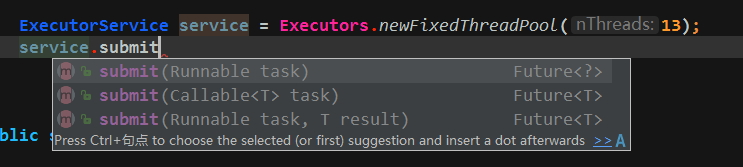 ExecutorService service = Executors.newFixedThreadPool( nThreads: 13);
service.submit
m submit(Runnable task) Future<?>
m submit(Callable<T> task) Future<T>
m submit(Runnable task, T result) Future<T>
Press Ctrl+句点 to choose the selected (or first) suggestion and insert a dot afterwards >> A
blic s